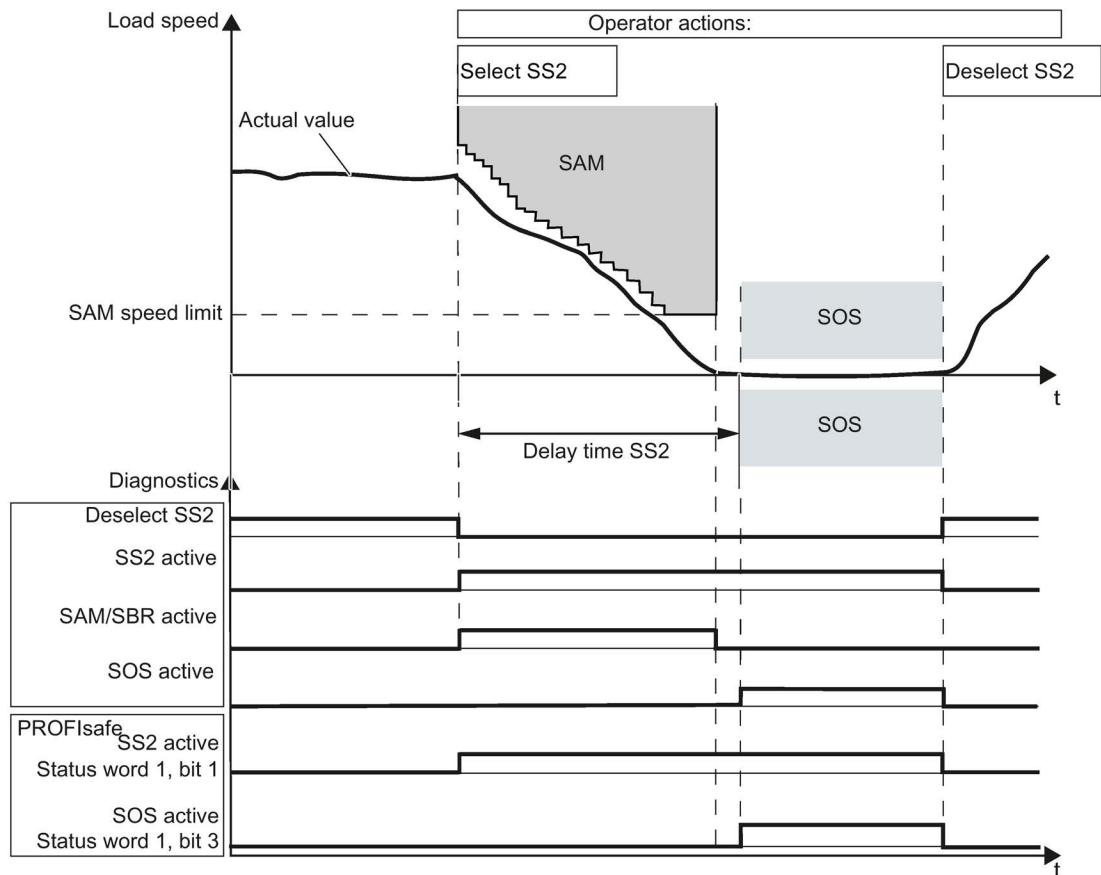 Load speed
Operator actions:
Select SS2
Deselect SS2
Actual value
SAM
SAM speed limit
SOS
t
SOS
Delay time SS2
Diagnostics
Deselect SS2
SS2 active
SAM/SBR active
SOS active
PROFIsafe
SS2 active
Status word 1, bit 1
SOS active
Status word 1, bit 3
t